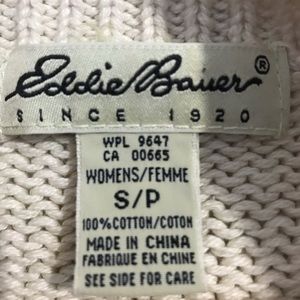 Eddie Bauer®
SINCE 1920
WPL 9647
CA 00665
WOMENS/FEMME
S/P
100%COTTON/COTON
MADE IN CHINA
FABRIQUE EN CHINE
SEE SIDE FOR CARE